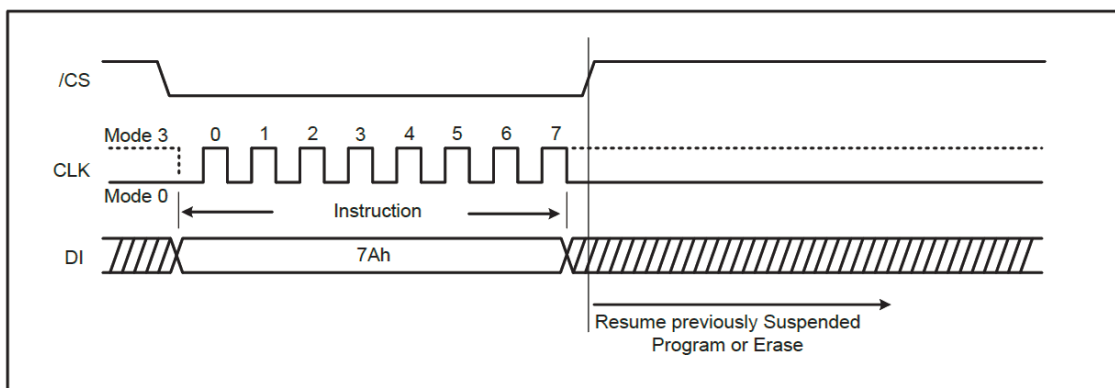 /CS
Mode 3 0 1 2 3 4 5 6 7
CLK
Mode 0
Instruction
DI 7Ah
Resume previously Suspended
Program or Erase